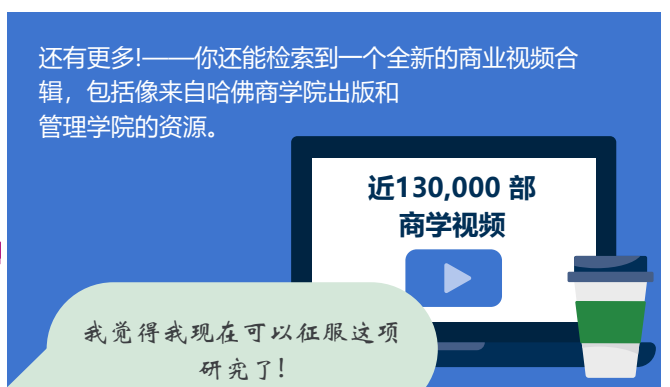 还有更多!——你还能检索到一个全新的商业视频合
辑，包括像来自哈佛商学院出版和
管理学院的资源。
近130,000 部
商学视频
我觉得我现在可以征服这项
研究了!